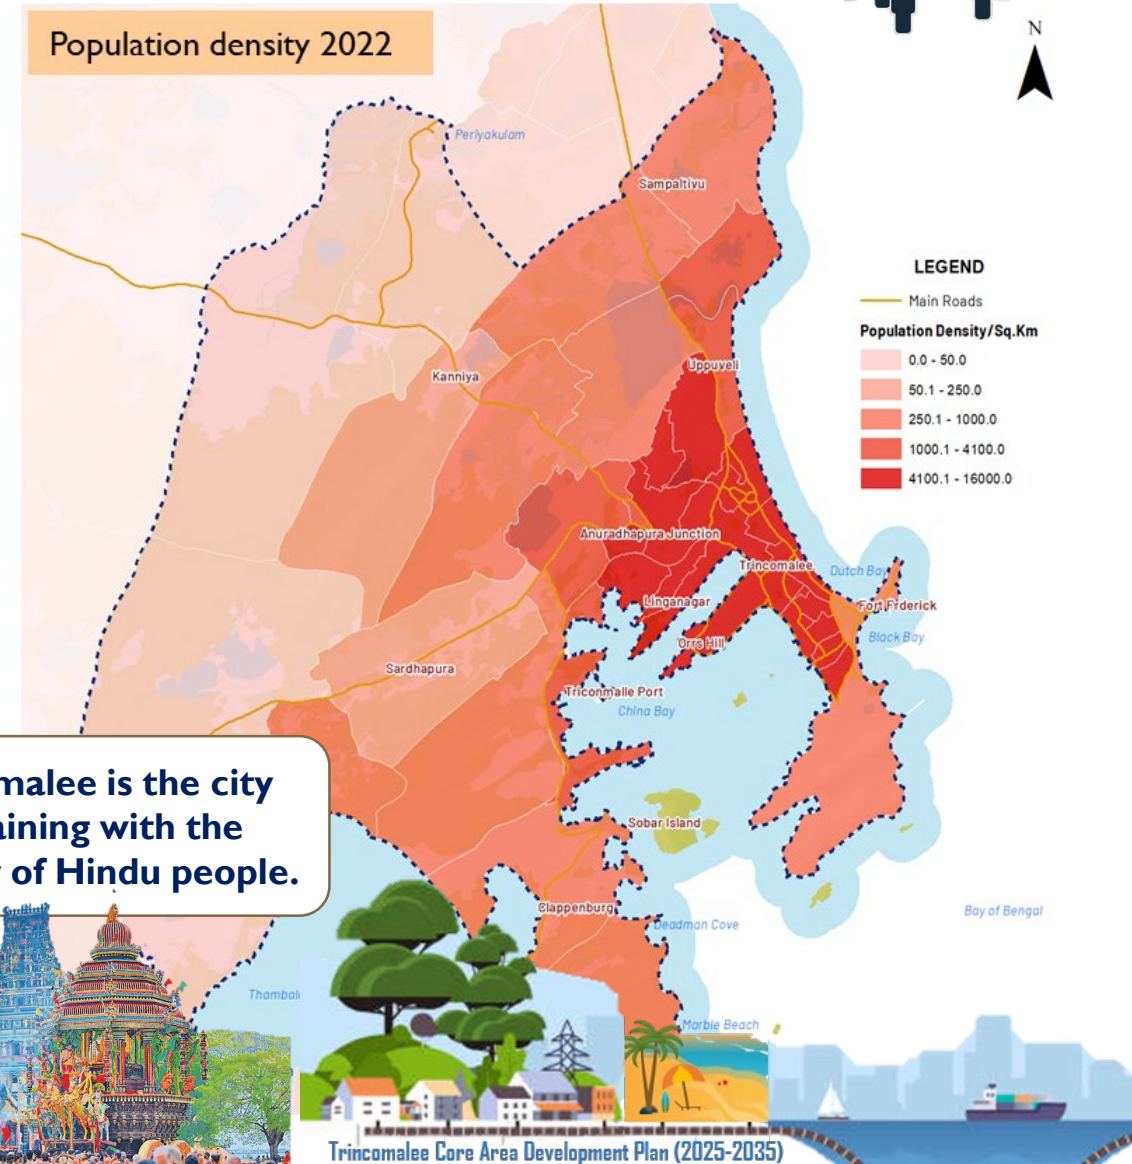 Population density 2022
N
Periyakulam
Sampaltivu
LEGEND
Main Roads
Population Density/Sq.Km
0.0 - 50.0
50.1 - 250.0
250.1 - 1000.0
1000.1 - 4100.0
4100.1 - 16000.0
Uppuveli
Kanniya
Anuradhapura Junction
Trincomalee
Dutch Bay
Linganagar
Fort Frderick
Orrs Hill
Black Bay
Sardhapura
Triconmalle Port
China Bay
malee is the city
aining with the
of Hindu people.
Sobar Island
Clappenburg
Bay of Bengal
Deadman Cove
Thambal
Marble Beach
Trincomalee Core Area Development Plan (2025-2035)